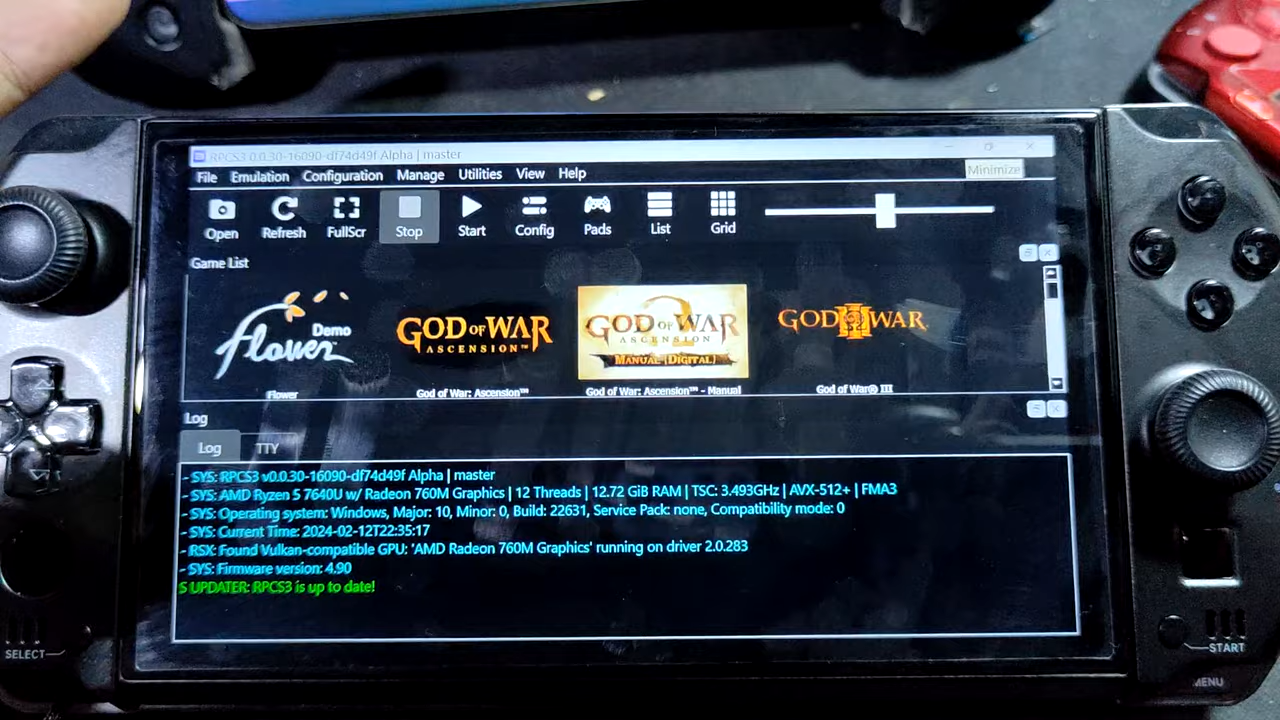 RPCS3 0.0.30-16090-df74d49f Alpha | master
Minimize
File Emulation Configuration Manage Utilities View Help
Open Refresh FullScr Stop Start Config Pads List Grid
Game List
Flower Demo
GOD OF WAR ASCENSION™
GOD OF WAR ASCENSION
MANUAL [DIGITAL]
GOD OF WAR III
Flower
God of War: Ascension™
God of War: Ascension™ - Manual
God of War® III
Log
Log TTY
- SYS: RPCS3 v0.0.30-16090-df74d49f Alpha | master
- SYS: AMD Ryzen 5 7640U w/ Radeon 760M Graphics | 12 Threads | 12.72 GiB RAM | TSC: 3.493GHz | AVX-512+ | FMA3
- SYS: Operating system: Windows, Major: 10, Minor: 0, Build: 22631, Service Pack: none, Compatibility mode: 0
- SYS: Current Time: 2024-02-12T22:35:17
- RSX: Found Vulkan-compatible GPU: 'AMD Radeon 760M Graphics' running on driver 2.0.283
- SYS: Firmware version: 4.90
S UPDATER: RPCS3 is up to date!
SELECT
START
MENU